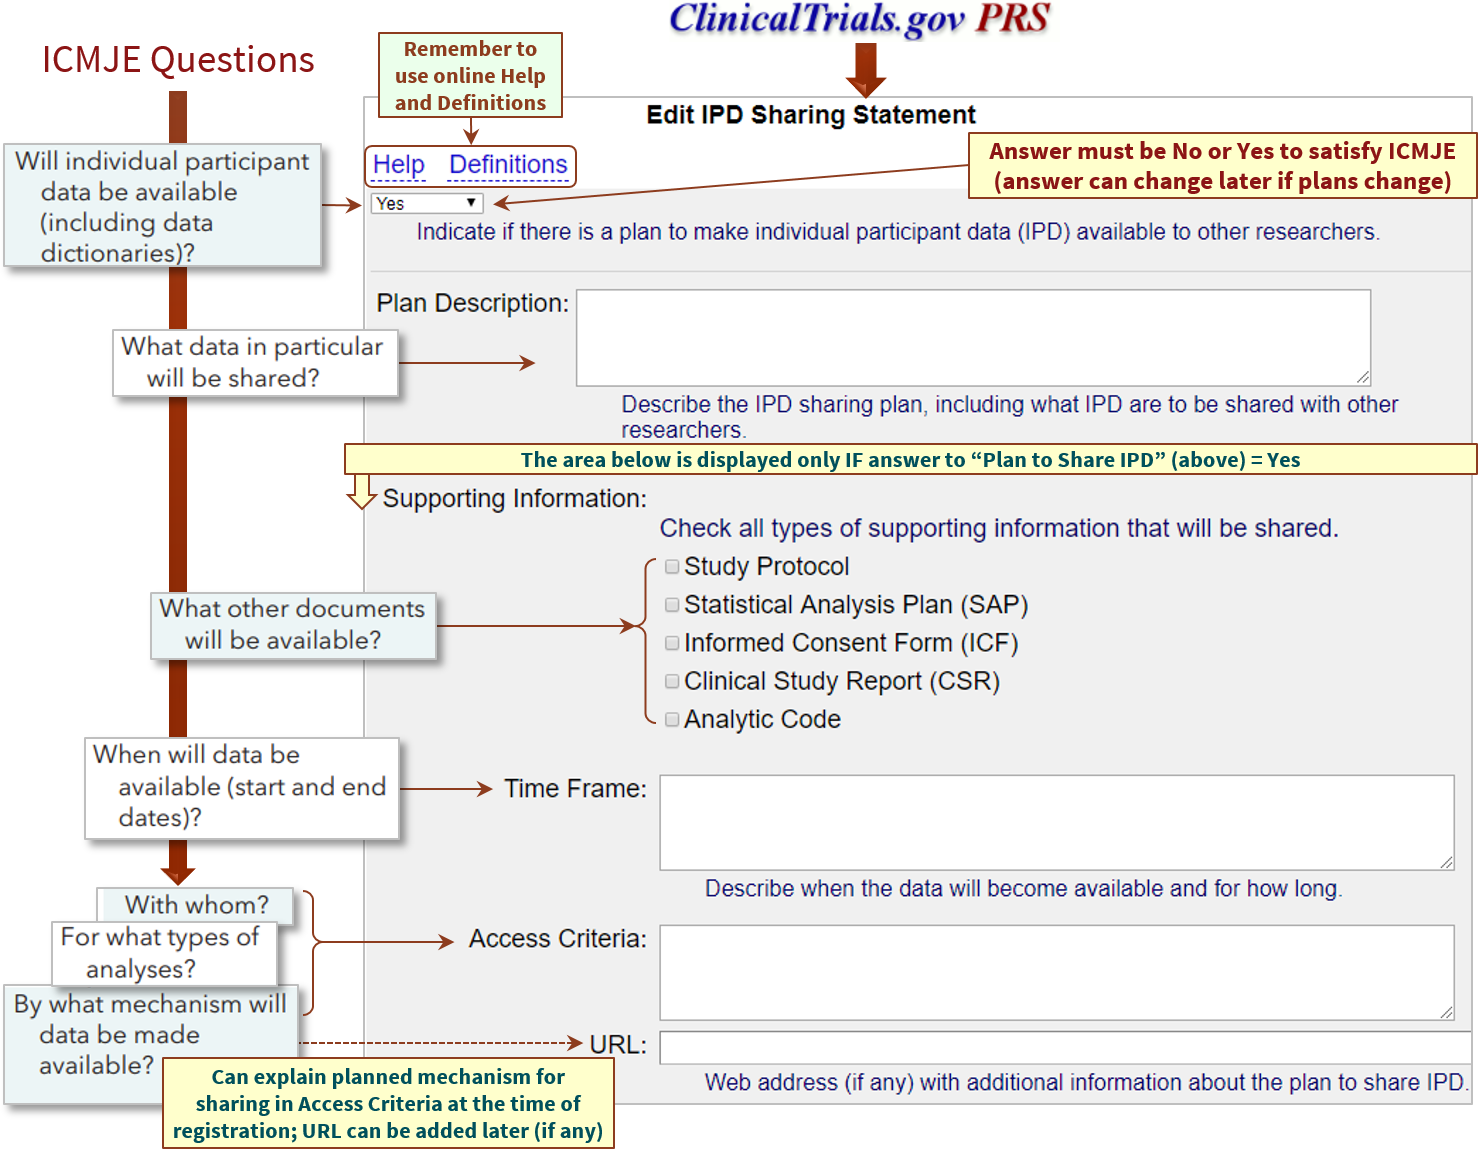 ClinicalTrials.gov PRS
ICMJE Questions
Remember to
use online Help
and Definitions
Edit IPD Sharing Statement
Answer must be No or Yes to satisfy ICMJE
(answer can change later if plans change)
Help Definitions
Will individual participant
data be available
(including data
dictionaries)?
Yes
Indicate if there is a plan to make individual participant data (IPD) available to other researchers.
Plan Description:
What data in particular
will be shared?
Describe the IPD sharing plan, including what IPD are to be shared with other
researchers.
The area below is displayed only IF answer to “Plan to Share IPD” (above) = Yes
Supporting Information:
Check all types of supporting information that will be shared.
What other documents
will be available?
Study Protocol
Statistical Analysis Plan (SAP)
Informed Consent Form (ICF)
Clinical Study Report (CSR)
Analytic Code
When will data be
available (start and end
dates)?
Time Frame:
Describe when the data will become available and for how long.
With whom?
For what types of
analyses?
By what mechanism will
data be made
available?
Access Criteria:
URL:
Web address (if any) with additional information about the plan to share IPD.
Can explain planned mechanism for
sharing in Access Criteria at the time of
registration; URL can be added later (if any)